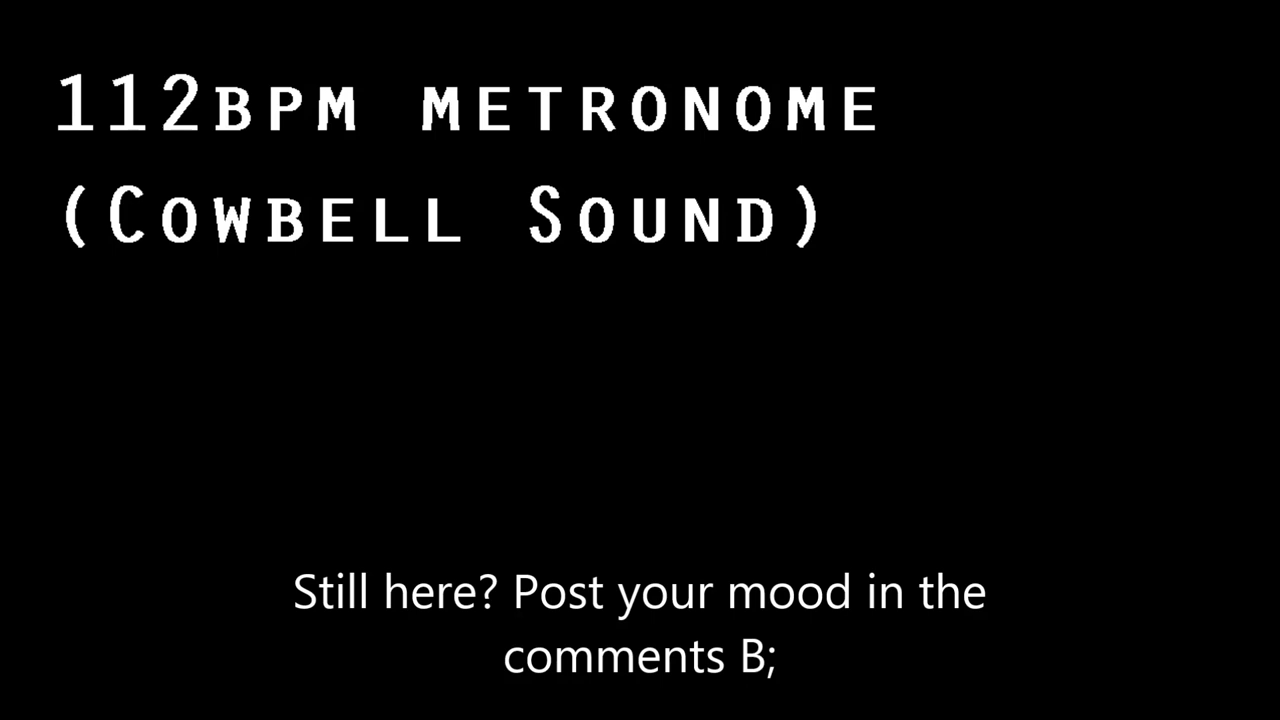 112bpm metronome
(Cowbell Sound)
Still here? Post your mood in the
comments B;